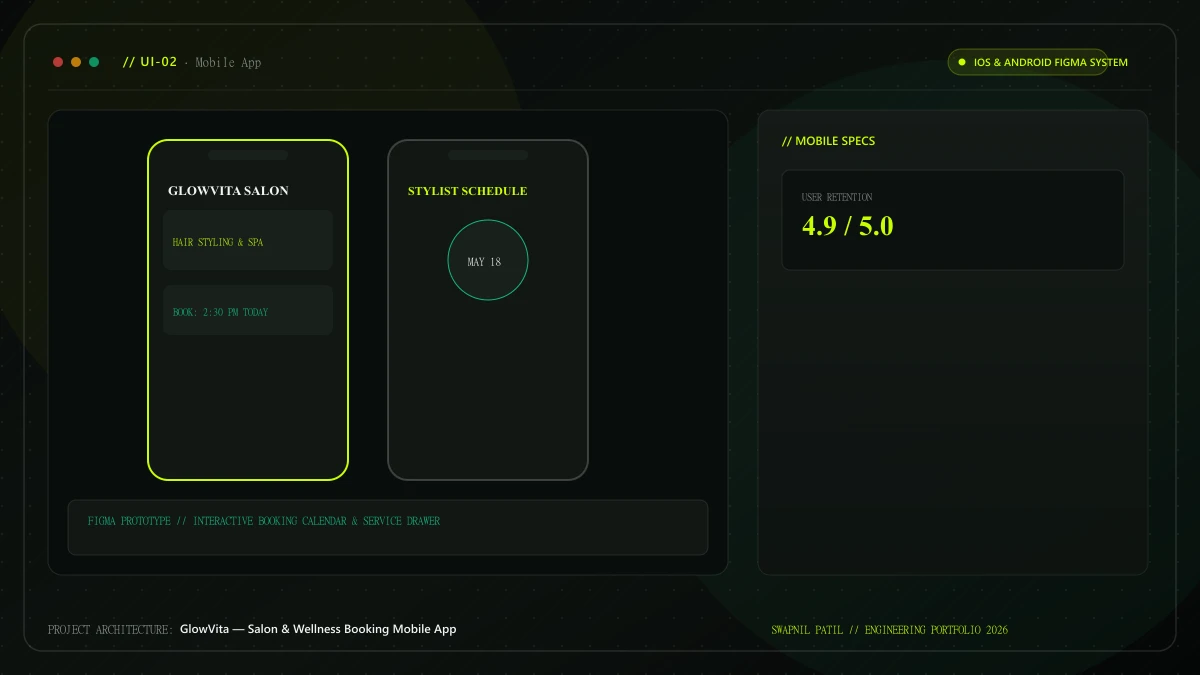 // UI-02 · Mobile App
IOS & ANDROID FIGMA SYSTEM
GLOWVITA SALON
HAIR STYLING & SPA
BOOK: 2:30 PM TODAY
STYLIST SCHEDULE
MAY 18
FIGMA PROTOTYPE // INTERACTIVE BOOKING CALENDAR & SERVICE DRAWER
// MOBILE SPECS
USER RETENTION
4.9 / 5.0
PROJECT ARCHITECTURE: GlowVita — Salon & Wellness Booking Mobile App
SWAPNIL PATIL // ENGINEERING PORTFOLIO 2026